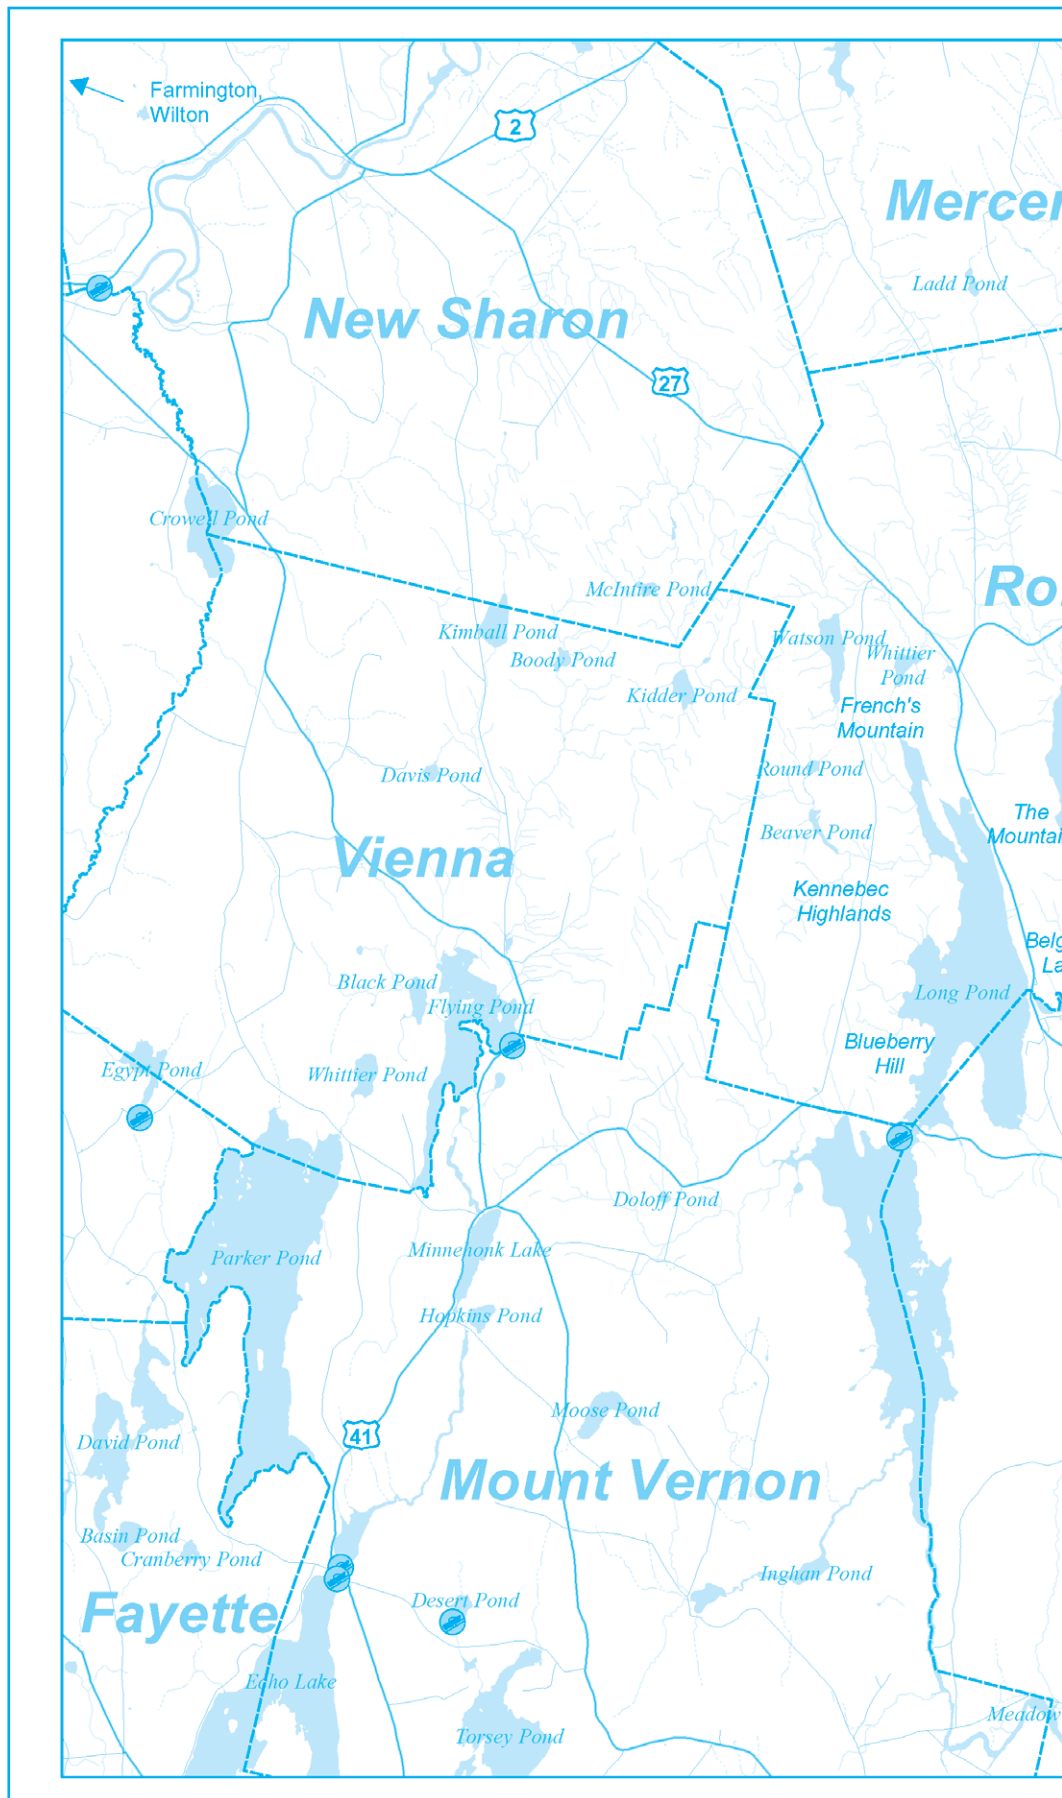 Farmington,
Wilton
2
Mercer
Ladd Pond
New Sharon
27
Crowell Pond
McIntire Pond
Kimball Pond
Boody Pond
Watson Pond
Whittier
Pond
Kidder Pond
French's
Mountain
Davis Pond
Round Pond
The
Beaver Pond
Vienna
Kennebec
Highlands
Black Pond
Flying Pond
Long Pond
Egypt Pond
Whittier Pond
Blueberry
Hill
Doloff Pond
Parker Pond
Minnehonk Lake
Hopkins Pond
Moose Pond
41
David Pond
Mount Vernon
Basin Pond
Cranberry Pond
Inghan Pond
Fayette
Desert Pond
Echo Lake
Torsey Pond
Meadow